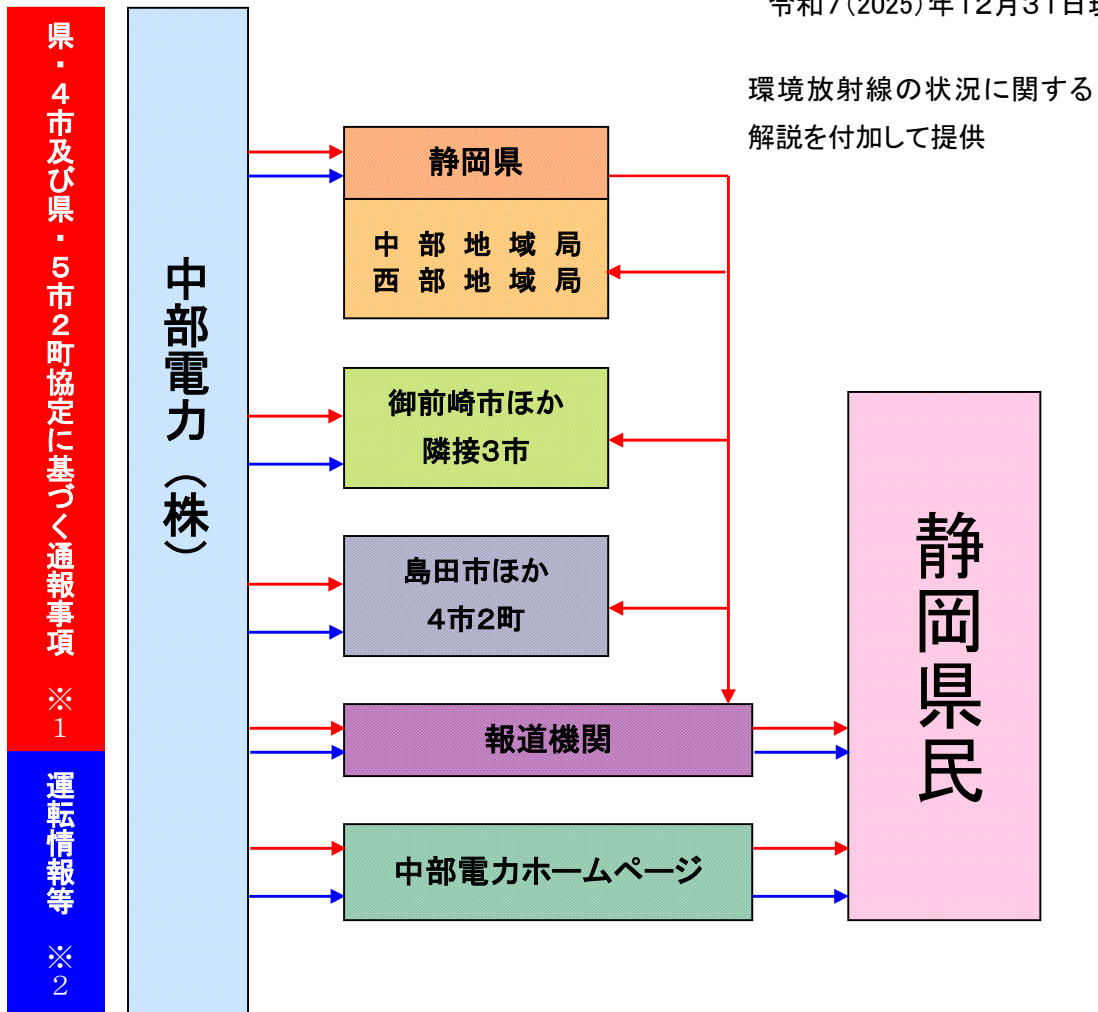 令和7(2025)年12月31日現
環境放射線の状況に関する
解説を付加して提供
県・4市及び県・5市2町協定に基づく通報事項 ※1
運転情報等 ※2
中部電力(株)
静岡県
中部地域局
西部地域局
御前崎市ほか
隣接3市
島田市ほか
4市2町
報道機関
中部電力ホームページ
静岡県民